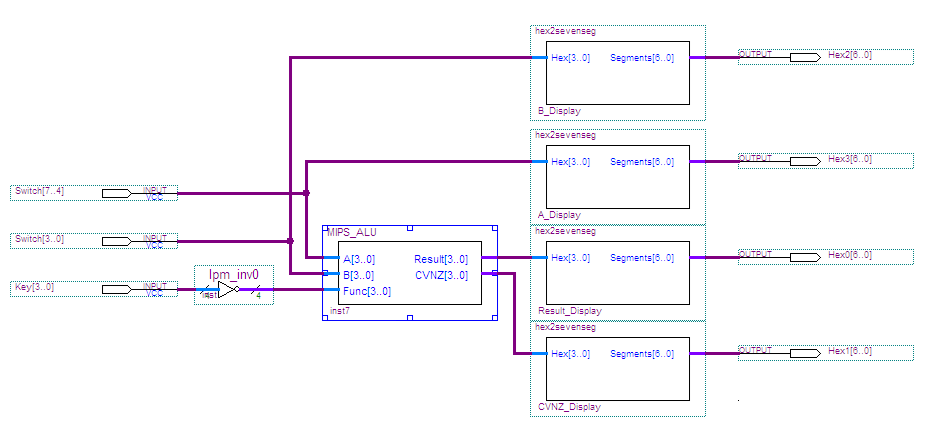 hex2sevenseg
Hex[3..0] Segments[6..0]
B_Display
OUTPUT Hex2[6..0]
hex2sevenseg
Hex[3..0] Segments[6..0]
A_Display
OUTPUT Hex3[6..0]
Switch[7..4] INPUT
VCC
Switch[3..0] INPUT
VCC
Key[3..0] INPUT
VCC
lpm_inv0
inst 4
MIPS_ALU
A[3..0] Result[3..0]
B[3..0] CVNZ[3..0]
Func[3..0]
inst7
hex2sevenseg
Hex[3..0] Segments[6..0]
Result_Display
OUTPUT Hex0[6..0]
hex2sevenseg
Hex[3..0] Segments[6..0]
CVNZ_Display
OUTPUT Hex1[6..0]